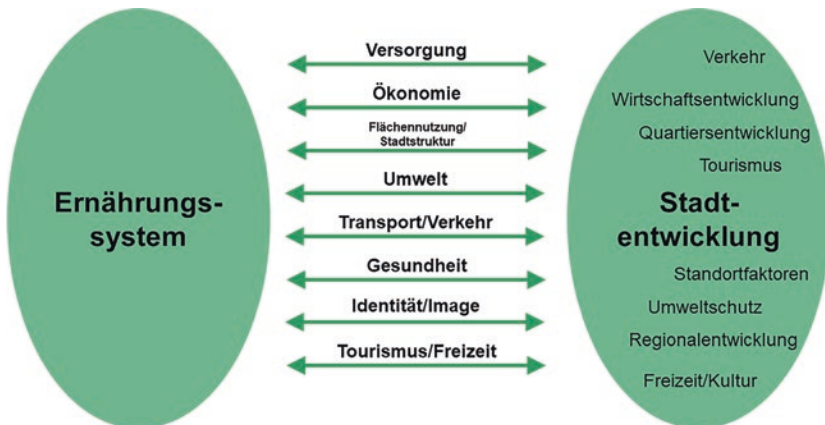 Ernährungs-
system
Versorgung
Ökonomie
Flächennutzung/
Stadtstruktur
Umwelt
Transport/Verkehr
Gesundheit
Identität/Image
Tourismus/Freizeit
Verkehr
Wirtschaftsentwicklung
Quartiersentwicklung
Tourismus
Stadt-
entwicklung
Standortfaktoren
Umweltschutz
Regionalentwicklung
Freizeit/Kultur